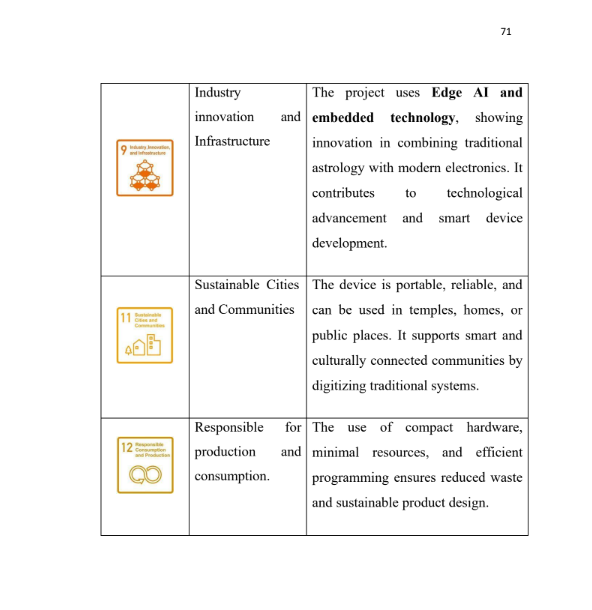 71
9 Industry, Innovation,
and Infrastructure
Industry
innovation and
Infrastructure
The project uses Edge AI and
embedded technology, showing
innovation in combining traditional
astrology with modern electronics. It
contributes to technological
advancement and smart device
development.
11 Sustainable
Cities and
Communities
Sustainable Cities
and Communities
The device is portable, reliable, and
can be used in temples, homes, or
public places. It supports smart and
culturally connected communities by
digitizing traditional systems.
12 Responsible
Consumption
and Production
Responsible for
production and
consumption.
The use of compact hardware,
minimal resources, and efficient
programming ensures reduced waste
and sustainable product design.